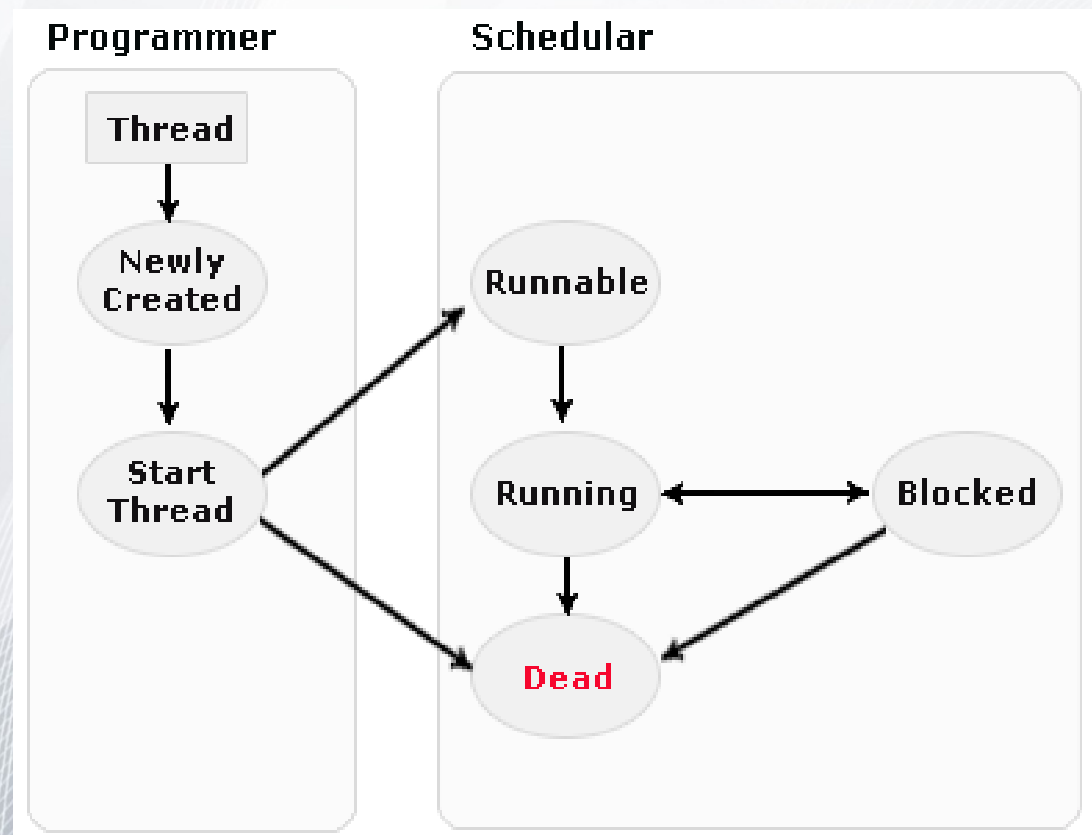 Programmer
Schedular
Thread
Newly
Created
Start
Thread
Runnable
Running
Blocked
Dead